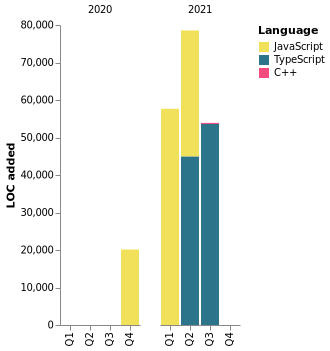 2020 2021
Language
JavaScript
TypeScript
C++
LOC added
80,000
70,000
60,000
50,000
40,000
30,000
20,000
10,000
0
Q1 Q2 Q3 Q4 Q1 Q2 Q3 Q4